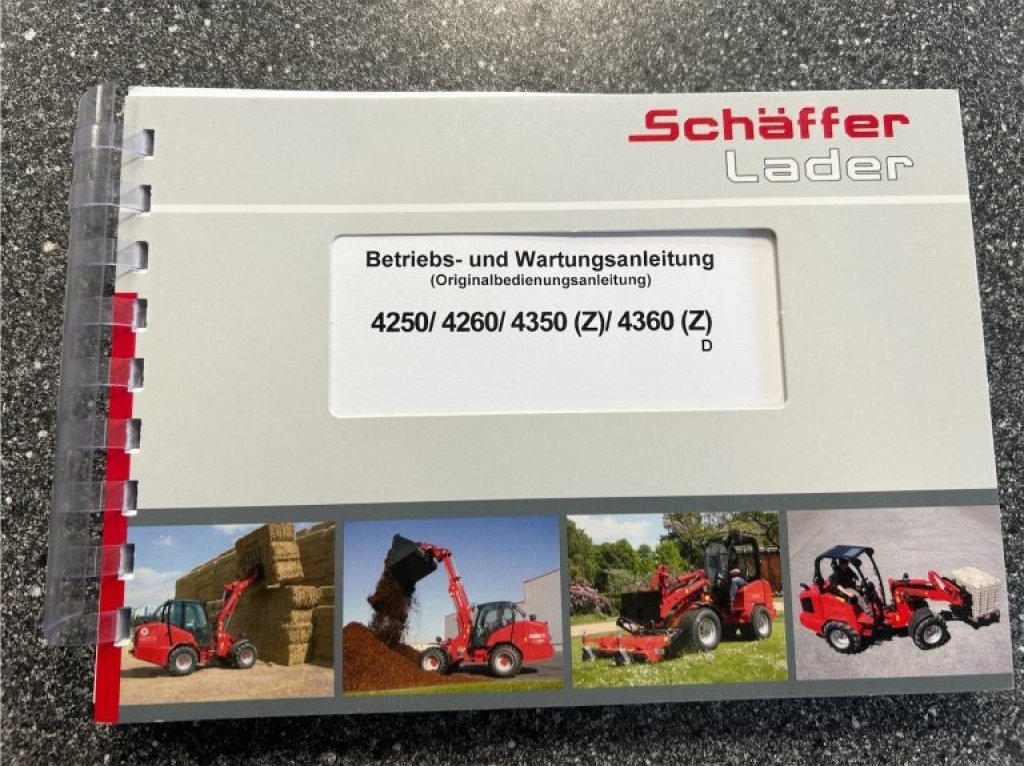 Schäffer
Lader
Betriebs- und Wartungsanleitung
(Originalbedienungsanleitung)
4250/ 4260/ 4350 (Z)/ 4360 (Z)
D